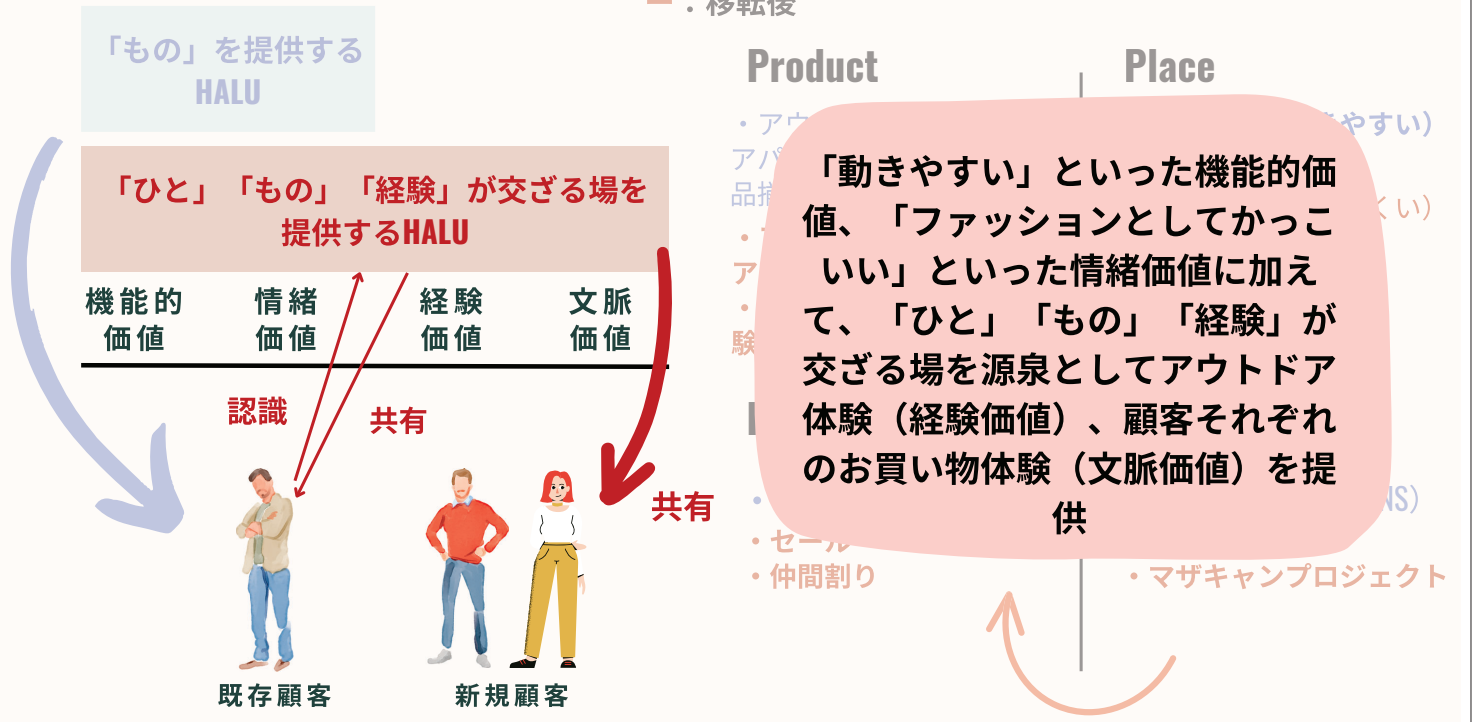 「もの」を提供する
HALU
「ひと」「もの」「経験」が交ざる場を
提供するHALU
機能的
価値
情緒
価値
経験
価値
文脈
価値
認識
共有
共有
既存顧客
新規顧客
：移転後
Product
Place
・アウ
やすい）
アパ
品揃
くい）
ア
験
「動きやすい」といった機能的価
値、「ファッションとしてかっこ
いい」といった情緒価値に加え
て、「ひと」「もの」「経験」が
交ざる場を源泉としてアウトドア
体験（経験価値）、顧客それぞれ
のお買い物体験（文脈価値）を提
供
NS）
・セール
・仲間割り
・マザキャンプロジェクト